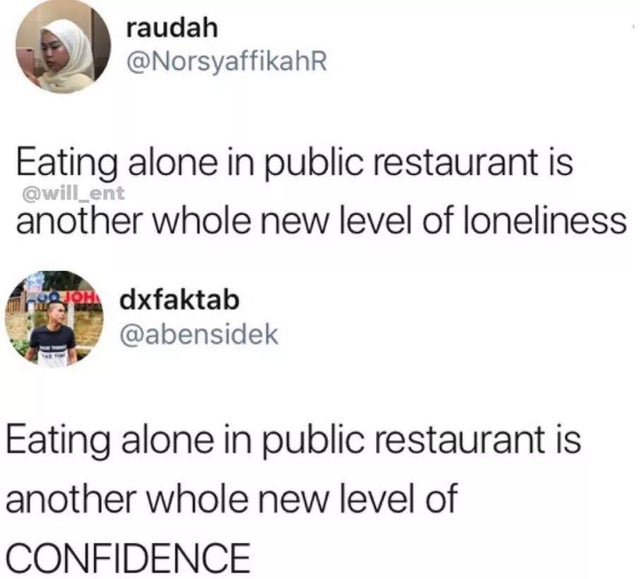 raudah
@NorsyaffikahR
Eating alone in public restaurant is
@will_ent
another whole new level of loneliness
dxfaktab
@abensidek
Eating alone in public restaurant is
another whole new level of
CONFIDENCE